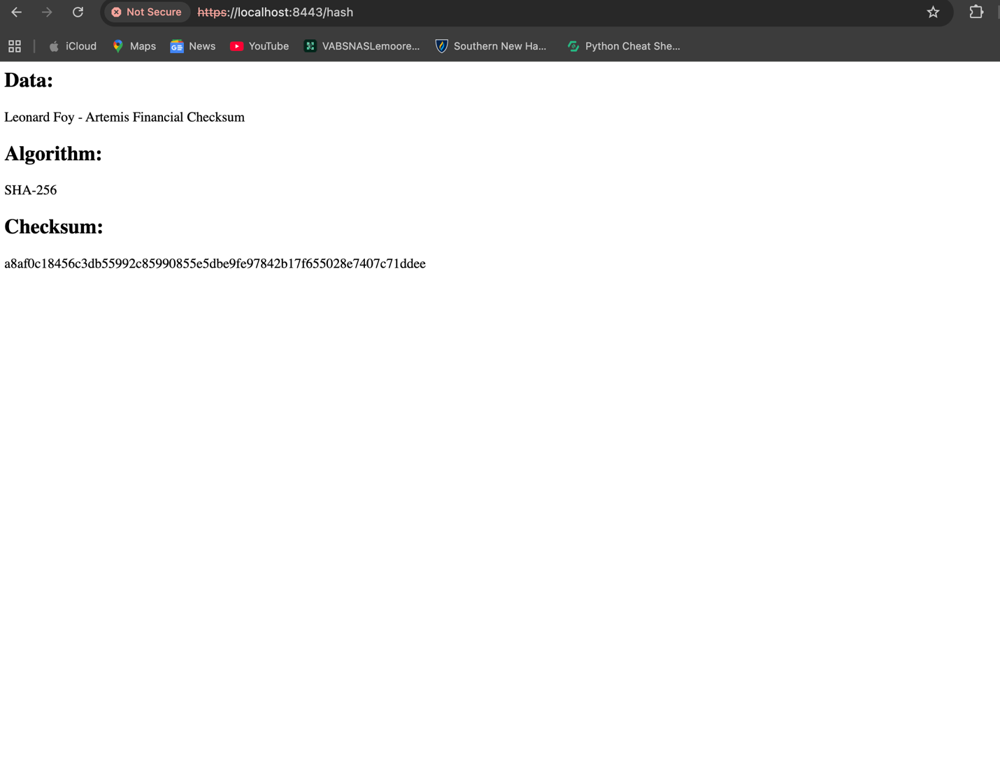 Not Secure https://localhost:8443/hash
iCloud Maps News YouTube VABSNASLemoore... Southern New Ha... Python Cheat She...
Data:
Leonard Foy - Artemis Financial Checksum
Algorithm:
SHA-256
Checksum:
a8af0c18456c3db55992c85990855e5dbe9fe97842b17f655028e7407c71ddee